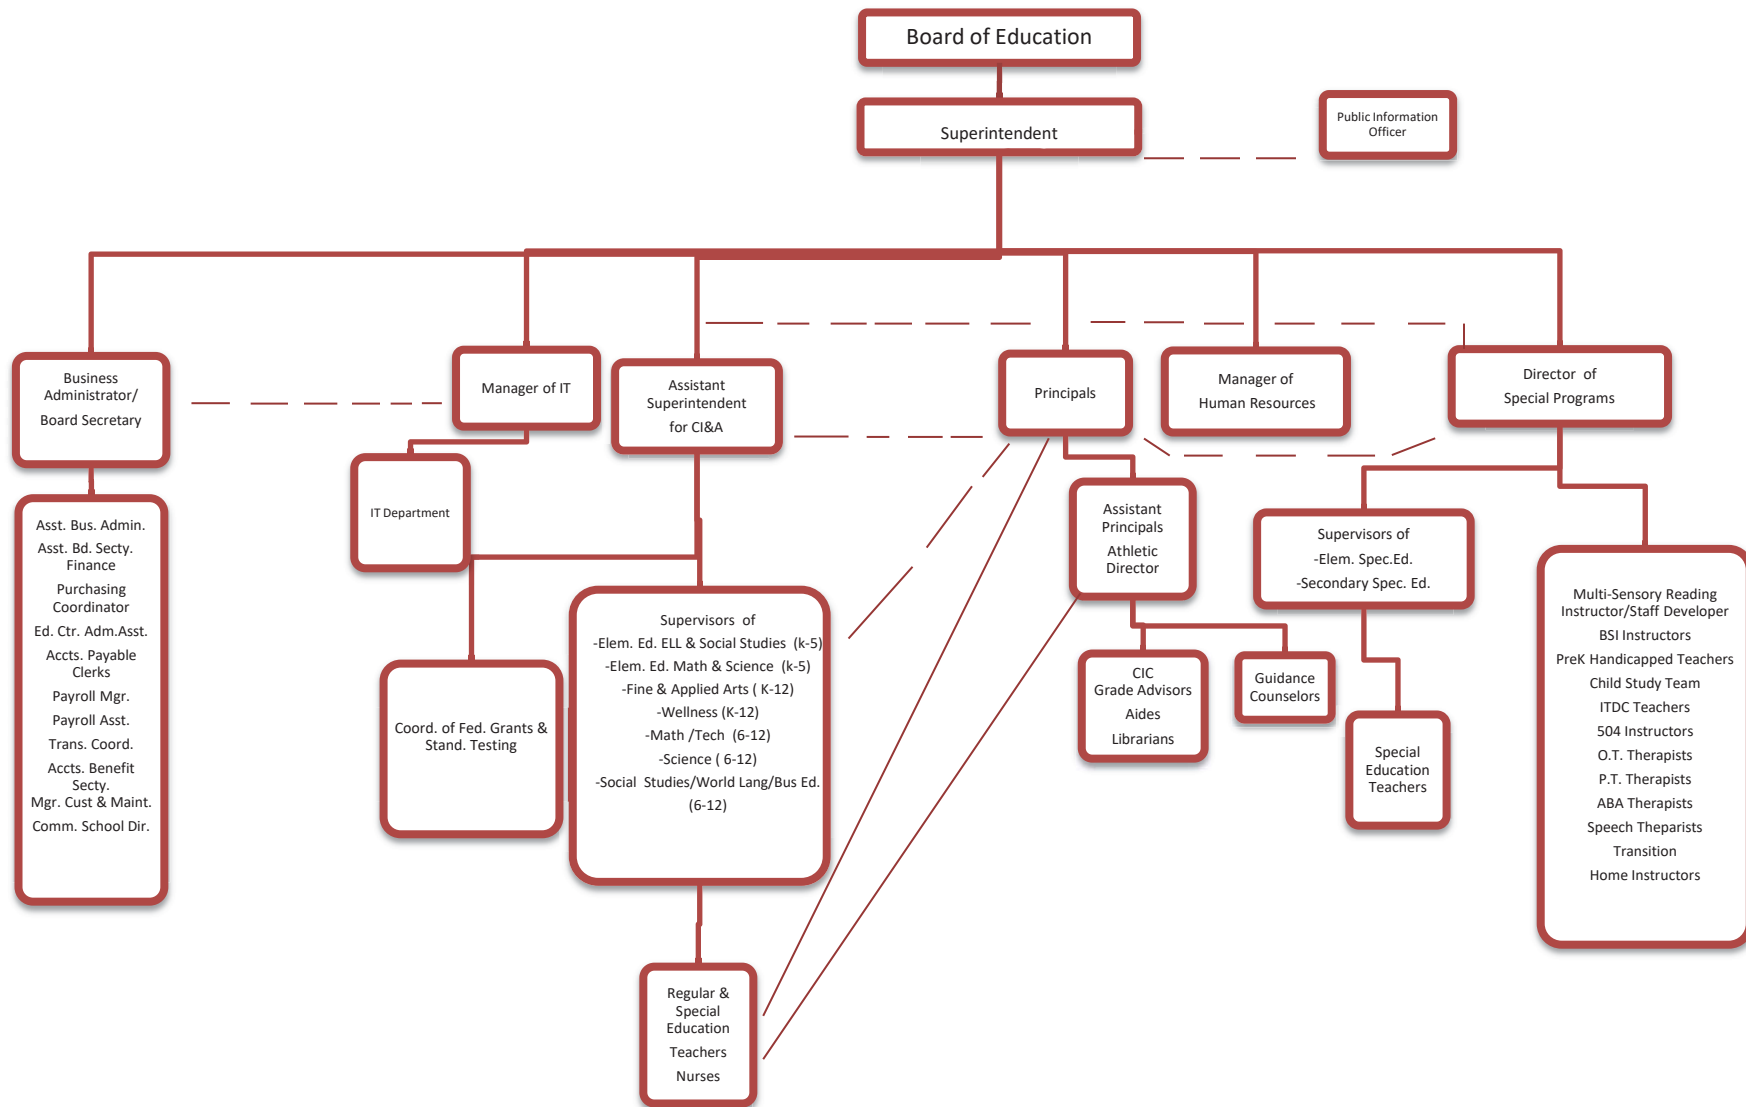 Board of Education
Superintendent
Public Information
Officer
Business
Administrator/
Board Secretary
Manager of IT
Assistant
Superintendent
for CI&A
Principals
Manager of
Human Resources
Director of
Special Programs
Asst. Bus. Admin.
Asst. Bd. Secty.
Finance
Purchasing
Coordinator
Ed. Ctr. Adm.Asst.
Accts. Payable
Clerks
Payroll Mgr.
Payroll Asst.
Trans. Coord.
Accts. Benefit
Secty.
Mgr. Cust & Maint.
Comm. School Dir.
IT Department
Coord. of Fed. Grants &
Stand. Testing
Supervisors of
-Elem. Ed. ELL & Social Studies (k-5)
-Elem. Ed. Math & Science (k-5)
-Fine & Applied Arts ( K-12)
-Wellness (K-12)
-Math /Tech (6-12)
-Science ( 6-12)
-Social Studies/World Lang/Bus Ed.
(6-12)
Regular &
Special
Education
Teachers
Nurses
Assistant
Principals
Athletic
Director
CIC
Grade Advisors
Aides
Librarians
Guidance
Counselors
Supervisors of
-Elem. Spec.Ed.
-Secondary Spec. Ed.
Special
Education
Teachers
Multi-Sensory Reading
Instructor/Staff Developer
BSI Instructors
PreK Handicapped Teachers
Child Study Team
ITDC Teachers
504 Instructors
O.T. Therapists
P.T. Therapists
ABA Therapists
Speech Theparists
Transition
Home Instructors